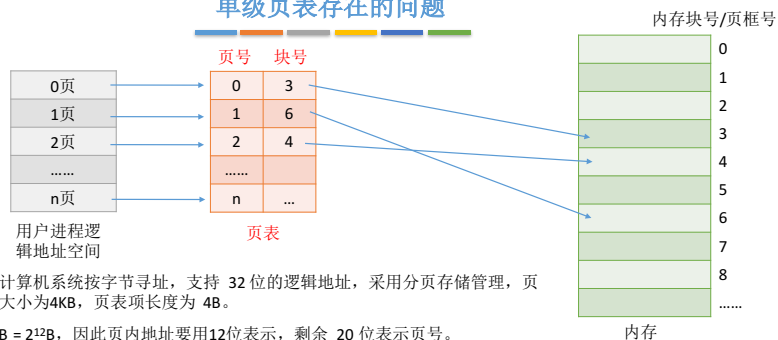 单级页表存在的问题
内存块号/页框号
页号 块号
0页
1页
2页
……
n页
0 3
1 6
2 4
……
n …
0
1
2
3
4
5
6
7
8
……
用户进程逻
辑地址空间
页表
内存
计算机系统按字节寻址，支持 32 位的逻辑地址，采用分页存储管理，页
大小为4KB，页表项长度为 4B。
B = 2¹²B，因此页内地址要用12位表示，剩余 20 位表示页号。